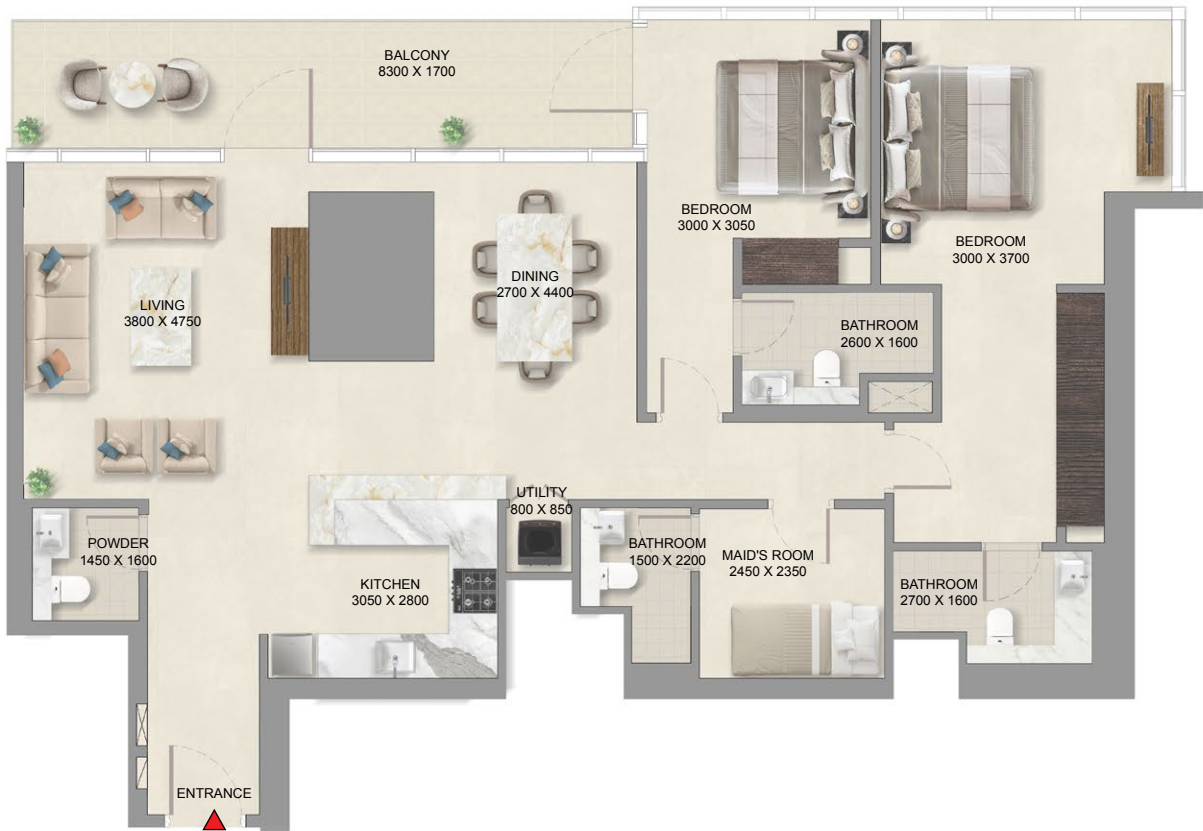 BALCONY
8300 X 1700
BEDROOM
3000 X 3050
BEDROOM
3000 X 3700
LIVING
3800 X 4750
DINING
2700 X 4400
BATHROOM
2600 X 1600
UTILITY
800 X 850
POWDER
1450 X 1600
KITCHEN
3050 X 2800
BATHROOM
1500 X 2200
MAID'S ROOM
2450 X 2350
BATHROOM
2700 X 1600
ENTRANCE